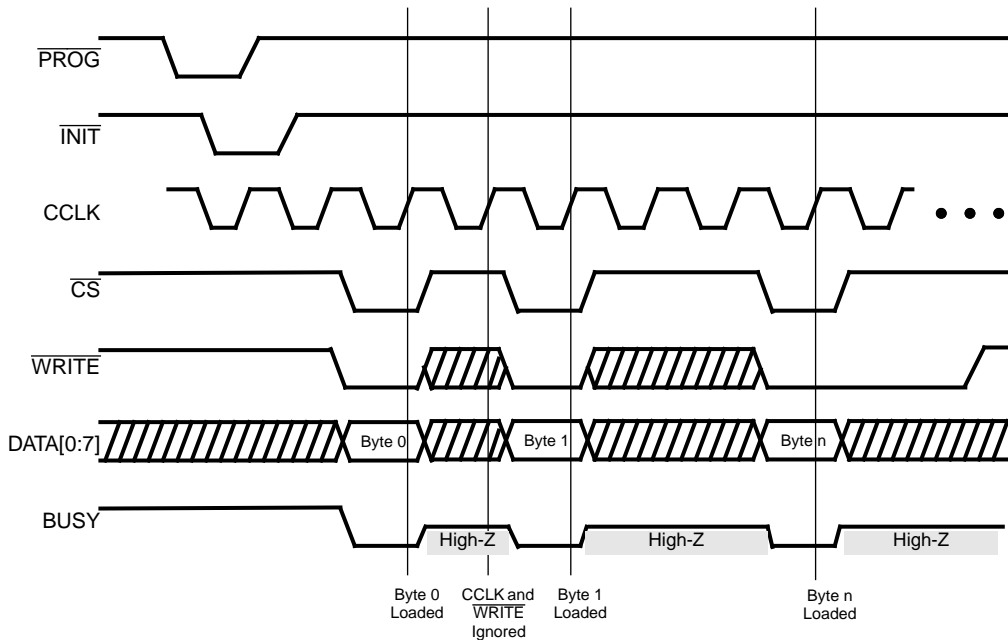 PROG
INIT
CCLK
CS
WRITE
DATA[0:7]
Byte 0
Byte 1
Byte n
BUSY
High-Z
High-Z
High-Z
Byte 0
Loaded
CCLK and
WRITE
Ignored
Byte 1
Loaded
Byte n
Loaded